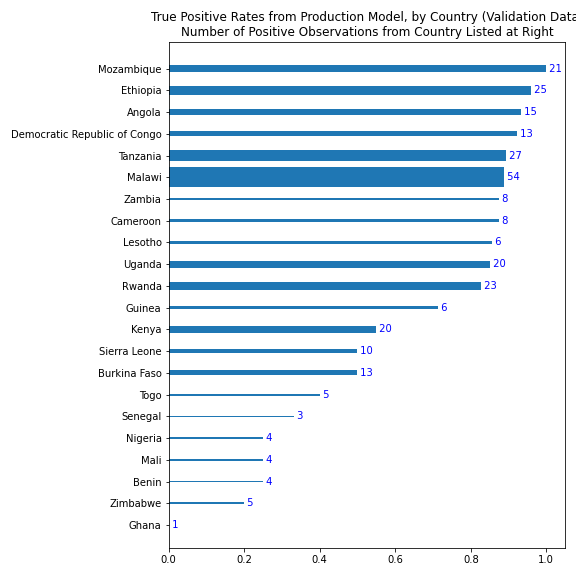 True Positive Rates from Production Model, by Country (Validation Data
Number of Positive Observations from Country Listed at Right
Mozambique 21
Ethiopia 25
Angola 15
Democratic Republic of Congo 13
Tanzania 27
Malawi 54
Zambia 8
Cameroon 8
Lesotho 6
Uganda 20
Rwanda 23
Guinea 6
Kenya 20
Sierra Leone 10
Burkina Faso 13
Togo 5
Senegal 3
Nigeria 4
Mali 4
Benin 4
Zimbabwe 5
Ghana 1
0.0 0.2 0.4 0.6 0.8 1.0